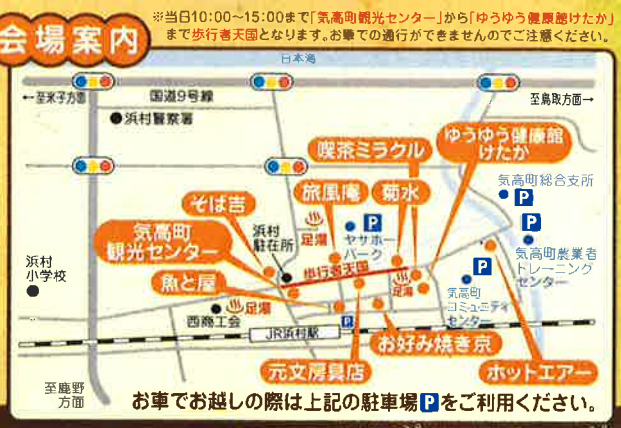 会場案内
※当日10:00～15:00まで「気高町観光センター」から「ゆうゆう健康館けたか」
まで歩行者天国となります。お車での通行ができませんのでご注意ください。
日本海
←至米子方面
国道9号線
至鳥取方面→
浜村警察署
喫茶ミラクル
ゆうゆう健康館
けたか
気高町総合支所
P
そば吉
旅風庵
菊水
気高町
観光センター
浜村
駐在所
足湯
P
ヤサホー
パーク
P
気高町農業者
トレーニング
センター
浜村
小学校
歩行者天国
足湯
P
気高町
コミュニティ
センター
魚と屋
西商工会
足湯
P
JR浜村駅
お好み焼き京
元文房具店
ホットエアー
至鹿野
方面
お車でお越しの際は上記の駐車場Pをご利用ください。